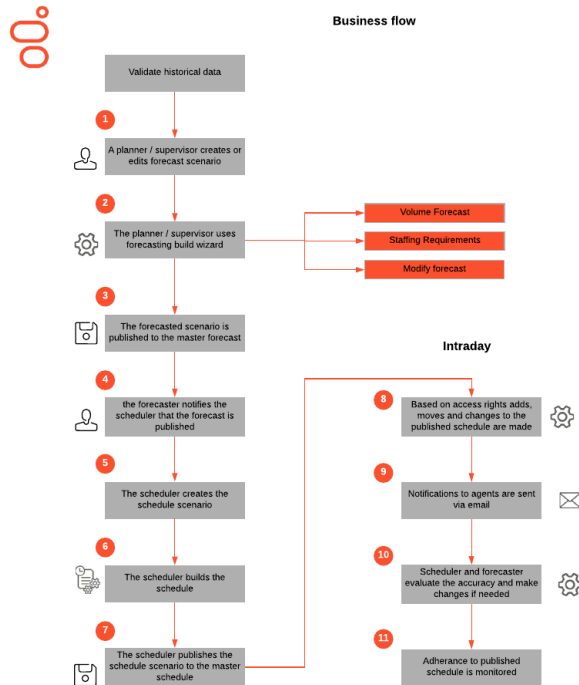 Business flow
Validate historical data
1
A planner / supervisor creates or
edits forecast scenario
2
The planner / supervisor uses
forecasting build wizard
Volume Forecast
Staffing Requirements
Modify forecast
3
The forecasted scenario is
published to the master forecast
4
the forecaster notifies the
scheduler that the forecast is
published
5
The scheduler creates the
schedule scenario
6
The scheduler builds the
schedule
7
The scheduler publishes the
schedule scenario to the master
schedule
Intraday
8
Based on access rights adds,
moves and changes to the
published schedule are made
9
Notifications to agents are sent
via email
10
Scheduler and forecaster
evaluate the accuracy and make
changes if needed
11
Adharance to published
schedule is monitored